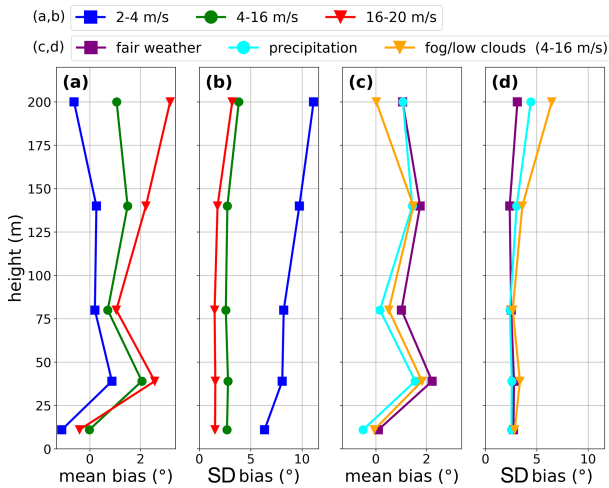 (a,b) 2-4 m/s 4-16 m/s 16-20 m/s
(c,d) fair weather precipitation fog/low clouds (4-16 m/s)
(a) (b) (c) (d)
200
175
150
125
100
75
50
25
0
height (m)
0 2 0 5 10 0 2 0 5 10
mean bias (°) SD bias (°) mean bias (°) SD bias (°)